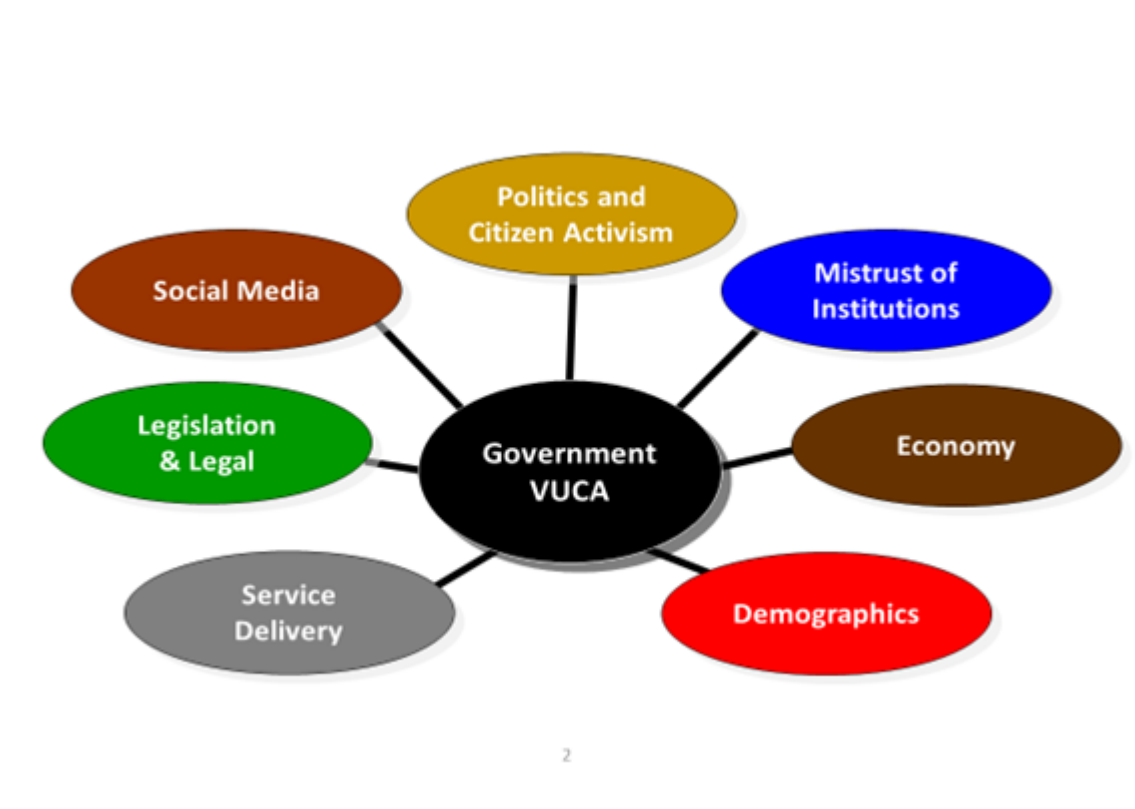 Politics and
Citizen Activism
Social Media
Mistrust of
Institutions
Legislation
& Legal
Government
VUCA
Economy
Service
Delivery
Demographics
2